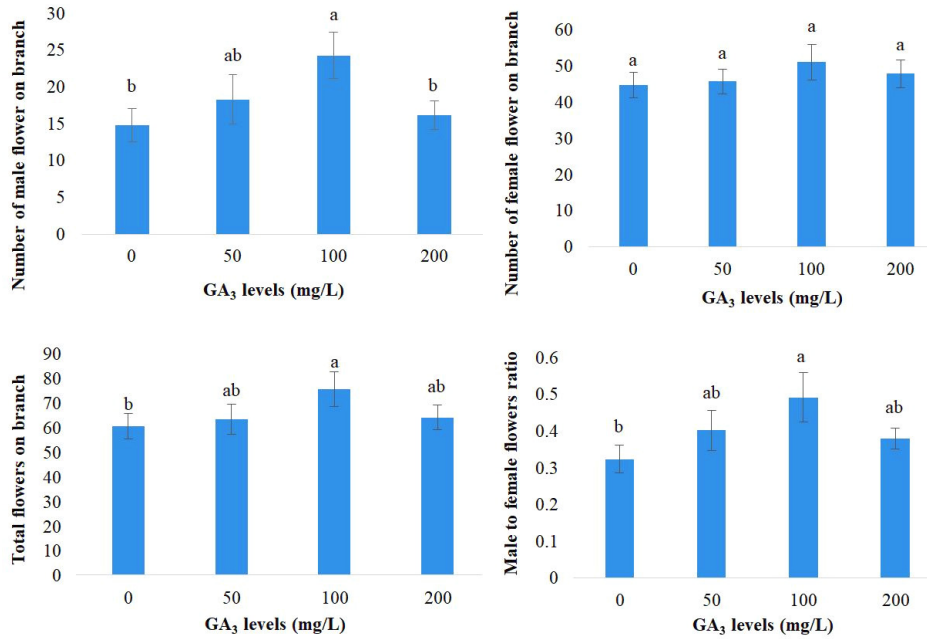 Number of male flower on branch
30
25
20
15
10
5
0
b
ab
a
b
0 50 100 200
GA₃ levels (mg/L)
Number of female flower on branch
60
50
40
30
20
10
0
a
a
a
a
0 50 100 200
GA₃ levels (mg/L)
Total flowers on branch
90
80
70
60
50
40
30
20
10
0
b
ab
a
ab
0 50 100 200
GA₃ levels (mg/L)
Male to female flowers ratio
0.6
0.5
0.4
0.3
0.2
0.1
0
b
ab
a
ab
0 50 100 200
GA₃ levels (mg/L)